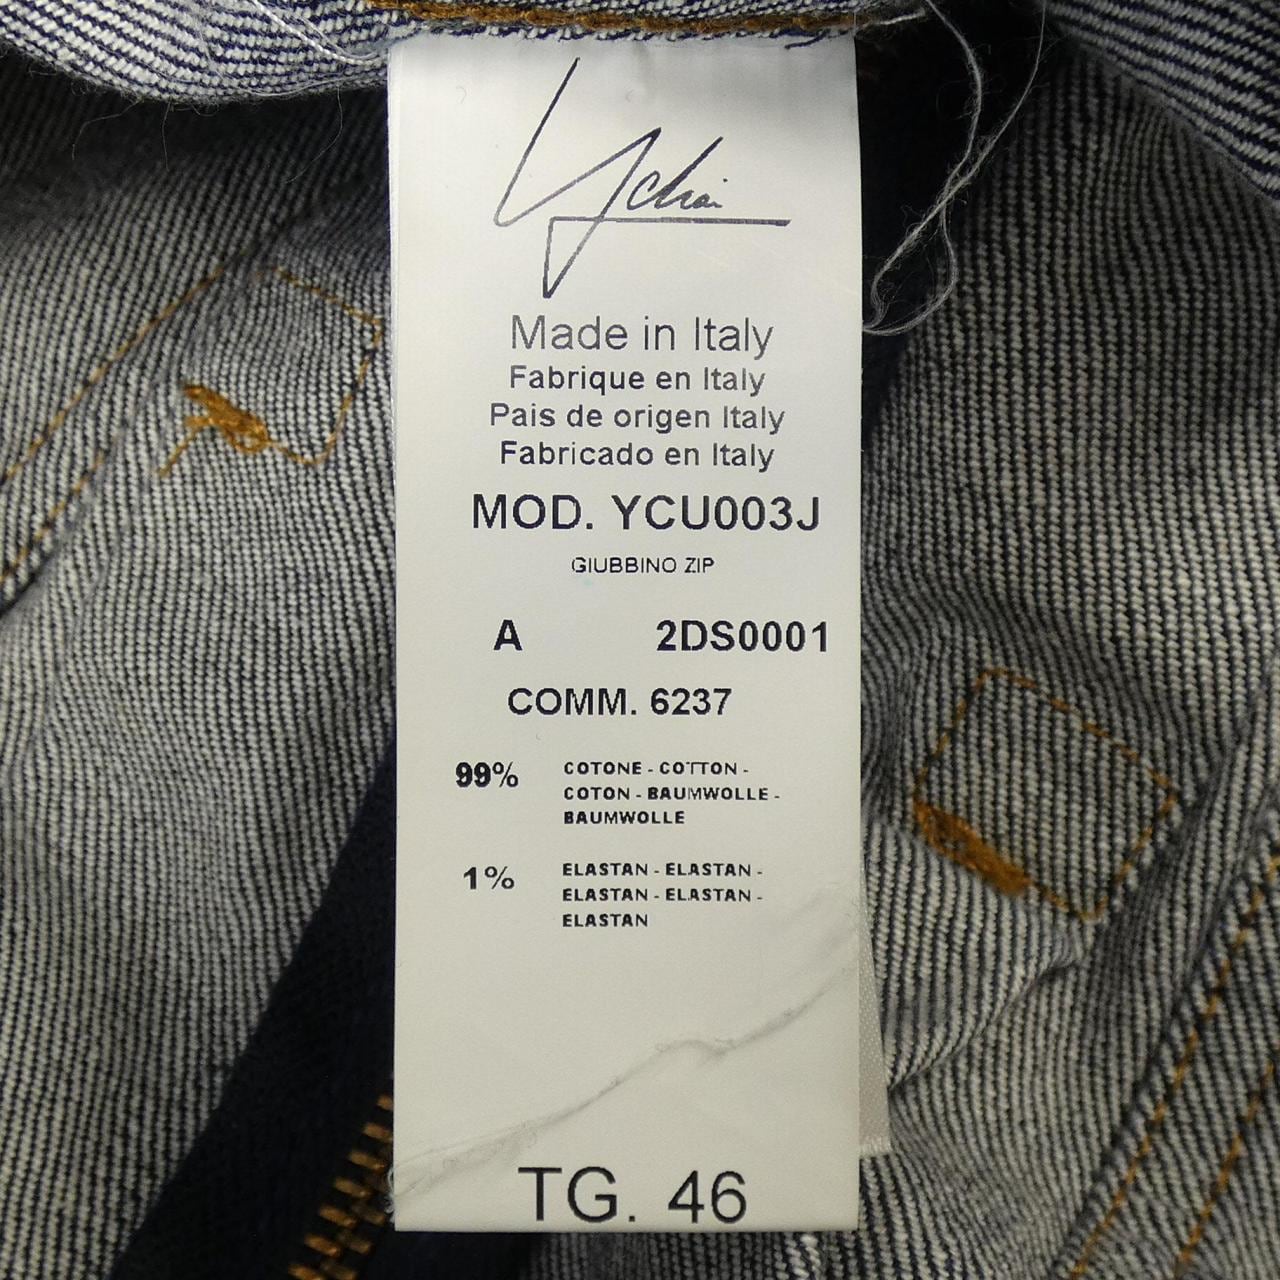 Ychai
Made in Italy
Fabrique en Italy
Pais de origen Italy
Fabricado en Italy
MOD. YCU003J
GIUBBINO ZIP
A 2DS0001
COMM. 6237
99% COTONE - COTTON -
COTON - BAUMWOLLE -
BAUMWOLLE
1% ELASTAN - ELASTAN -
ELASTAN - ELASTAN -
ELASTAN
TG. 46